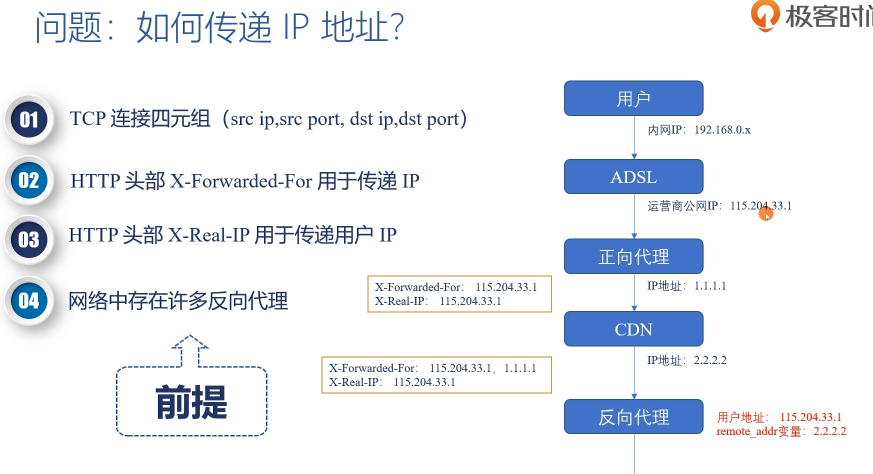 问题：如何传递 IP 地址？
极客时间
01 TCP 连接四元组（src ip,src port, dst ip,dst port）
02 HTTP 头部 X-Forwarded-For 用于传递 IP
03 HTTP 头部 X-Real-IP 用于传递用户 IP
04 网络中存在许多反向代理
前提
用户
内网IP：192.168.0.x
ADSL
运营商公网IP：115.204.33.1
正向代理
IP地址：1.1.1.1
X-Forwarded-For： 115.204.33.1
X-Real-IP： 115.204.33.1
CDN
IP地址：2.2.2.2
X-Forwarded-For： 115.204.33.1，1.1.1.1
X-Real-IP： 115.204.33.1
反向代理
用户地址： 115.204.33.1
remote_addr变量：2.2.2.2